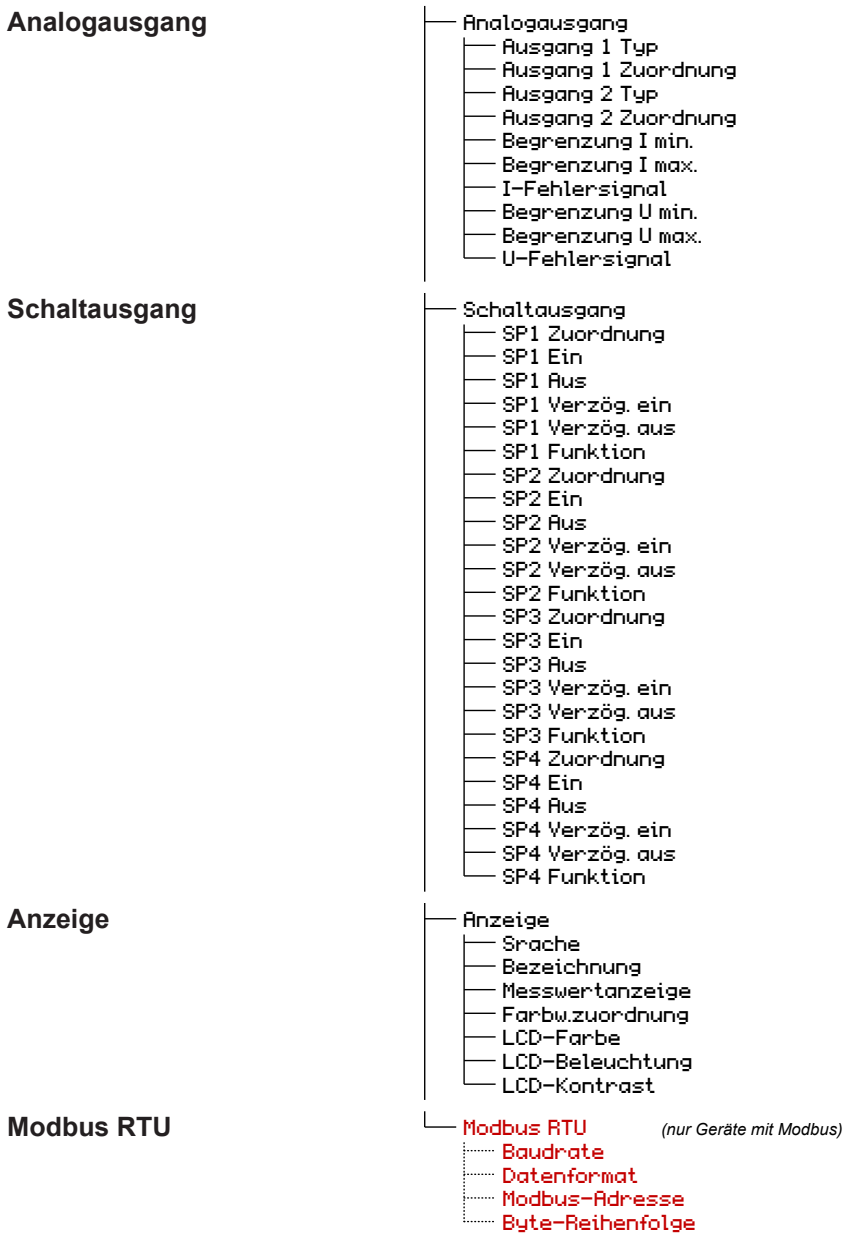 Analogausgang
Analogausgang
Ausgang 1 Typ
Ausgang 1 Zuordnung
Ausgang 2 Typ
Ausgang 2 Zuordnung
Begrenzung I min.
Begrenzung I max.
I-Fehlersignal
Begrenzung U min.
Begrenzung U max.
U-Fehlersignal
Schaltausgang
Schaltausgang
SP1 Zuordnung
SP1 Ein
SP1 Aus
SP1 Verzög. ein
SP1 Verzög. aus
SP1 Funktion
SP2 Zuordnung
SP2 Ein
SP2 Aus
SP2 Verzög. ein
SP2 Verzög. aus
SP2 Funktion
SP3 Zuordnung
SP3 Ein
SP3 Aus
SP3 Verzög. ein
SP3 Verzög. aus
SP3 Funktion
SP4 Zuordnung
SP4 Ein
SP4 Aus
SP4 Verzög. ein
SP4 Verzög. aus
SP4 Funktion
Anzeige
Anzeige
Srache
Bezeichnung
Messwertanzeige
Farbw.zuordnung
LCD-Farbe
LCD-Beleuchtung
LCD-Kontrast
Modbus RTU
Modbus RTU (nur Geräte mit Modbus)
Baudrate
Datenformat
Modbus-Adresse
Byte-Reihenfolge